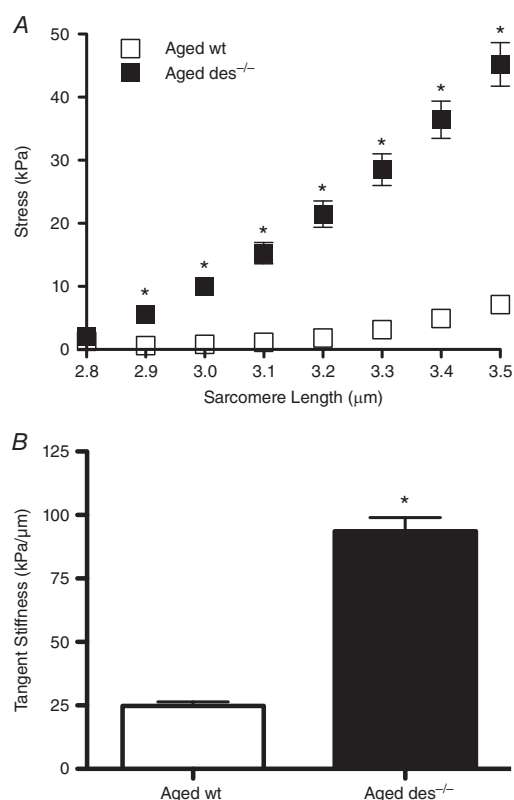 A
50
Aged wt
Aged des⁻/⁻
40
30
20
10
0
Stress (kPa)
*
*
*
*
*
*
*
2.8 2.9 3.0 3.1 3.2 3.3 3.4 3.5
Sarcomere Length (μm)
B
125
100
75
50
25
0
Tangent Stiffness (kPa/μm)
*
Aged wt Aged des⁻/⁻